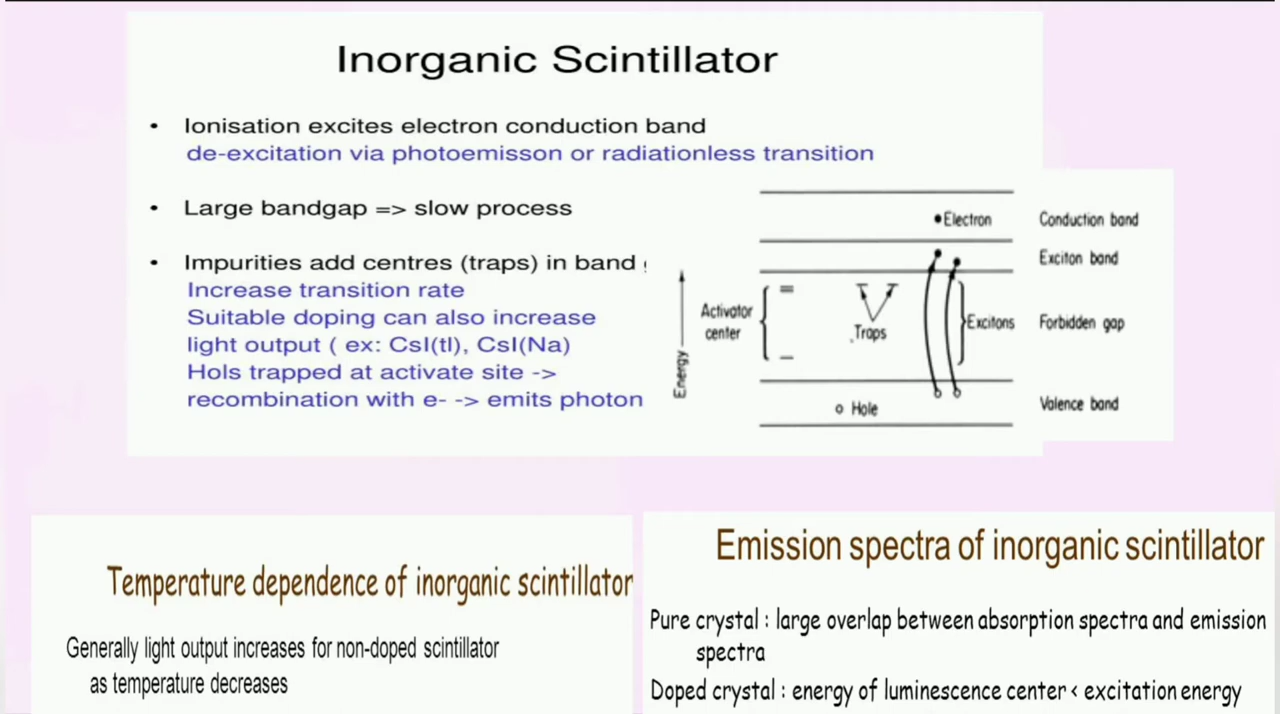 Inorganic Scintillator
• Ionisation excites electron conduction band
de-excitation via photoemisson or radiationless transition
• Large bandgap => slow process
• Impurities add centres (traps) in band
Increase transition rate
Suitable doping can also increase
light output ( ex: CsI(tl), CsI(Na)
Hols trapped at activate site ->
recombination with e- -> emits photon
Electron
Conduction band
Exciton band
Activator
center
Traps
Excitons
Forbidden gap
Energy
Hole
Valence band
Temperature dependence of inorganic scintillator
Generally light output increases for non-doped scintillator
as temperature decreases
Emission spectra of inorganic scintillator
Pure crystal : large overlap between absorption spectra and emission
spectra
Doped crystal : energy of luminescence center < excitation energy